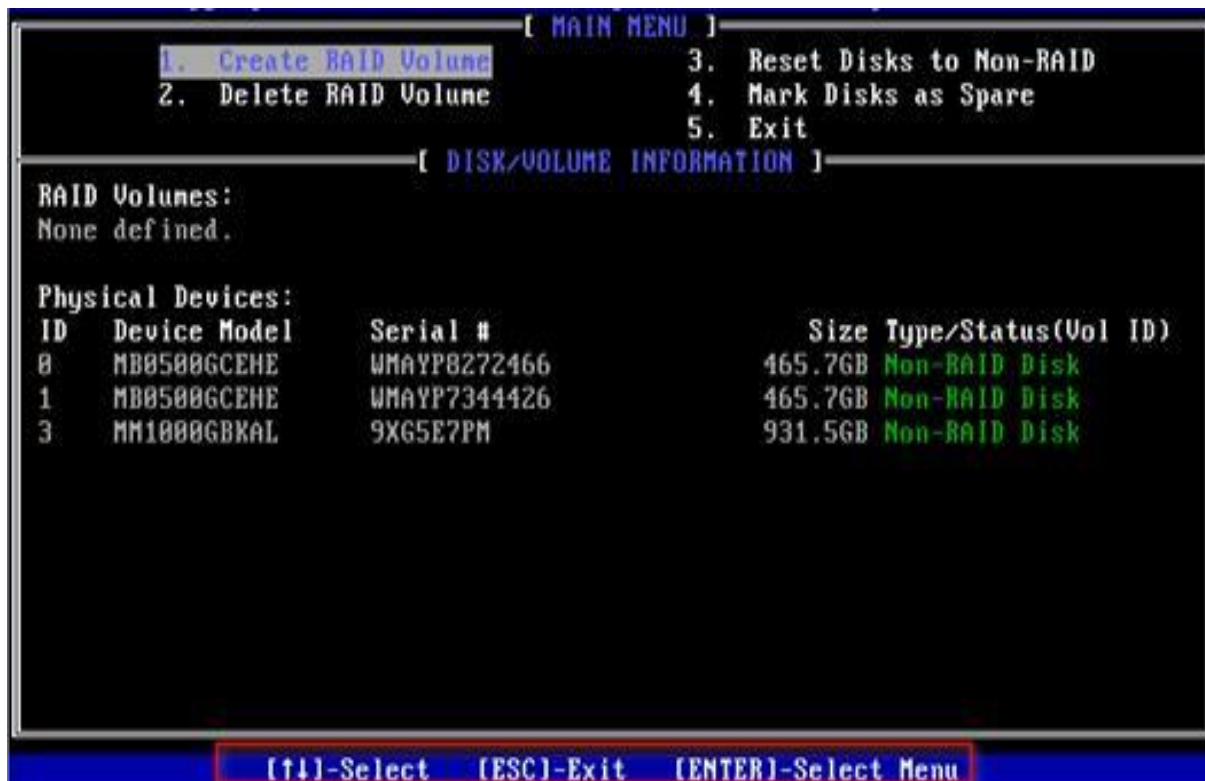 [ MAIN MENU ]
1. Create RAID Volume
2. Delete RAID Volume
3. Reset Disks to Non-RAID
4. Mark Disks as Spare
5. Exit
[ DISK/VOLUME INFORMATION ]
RAID Volumes:
None defined.
Physical Devices:
ID Device Model Serial # Size Type/Status(Vol ID)
0 MB0500GCEHE WMAYP8272466 465.7GB Non-RAID Disk
1 MB0500GCEHE WMAYP7344426 465.7GB Non-RAID Disk
3 MM1000GBKAL 9XG5E7PM 931.5GB Non-RAID Disk
[↑↓]-Select [ESC]-Exit [ENTER]-Select Menu